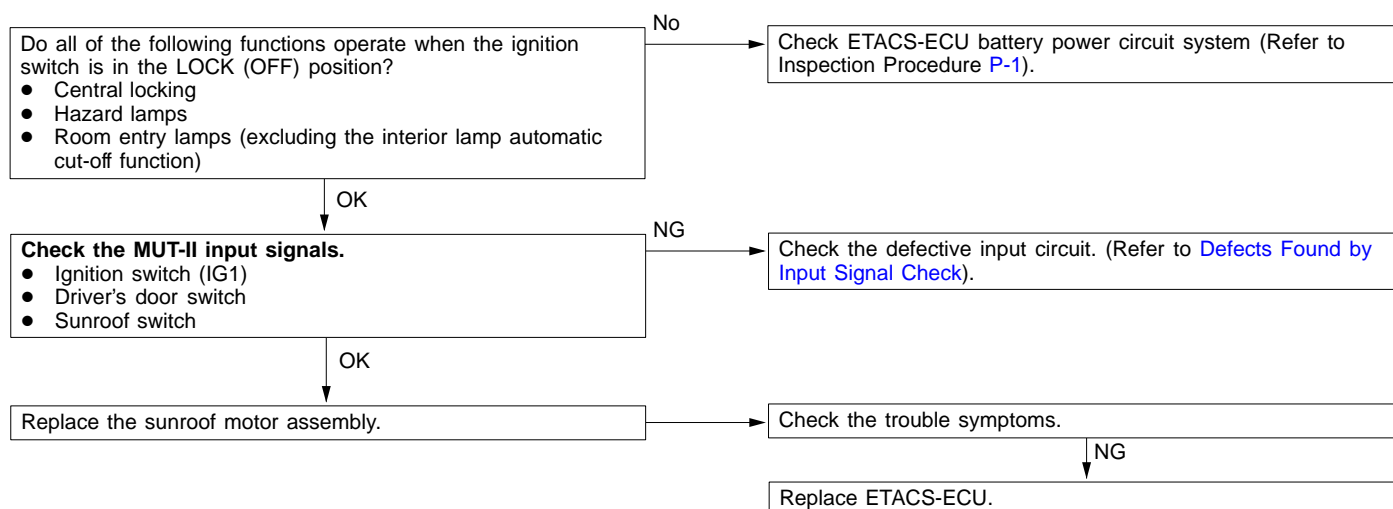 Do all of the following functions operate when the ignition
switch is in the LOCK (OFF) position?
● Central locking
● Hazard lamps
● Room entry lamps (excluding the interior lamp automatic
cut-off function)
No
Check ETACS-ECU battery power circuit system (Refer to
Inspection Procedure P-1).
OK
Check the MUT-II input signals.
● Ignition switch (IG1)
● Driver's door switch
● Sunroof switch
NG
Check the defective input circuit. (Refer to Defects Found by
Input Signal Check).
OK
Replace the sunroof motor assembly.
Check the trouble symptoms.
NG
Replace ETACS-ECU.